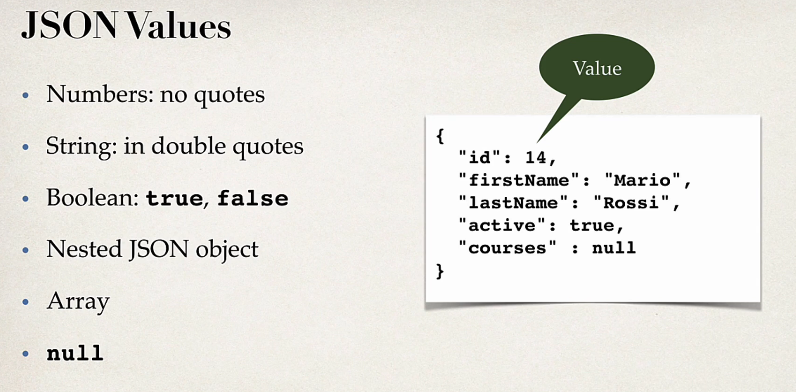 JSON Values
• Numbers: no quotes
• String: in double quotes
• Boolean: true, false
• Nested JSON object
• Array
• null
Value
{
  "id": 14,
  "firstName": "Mario",
  "lastName": "Rossi",
  "active": true,
  "courses" : null
}